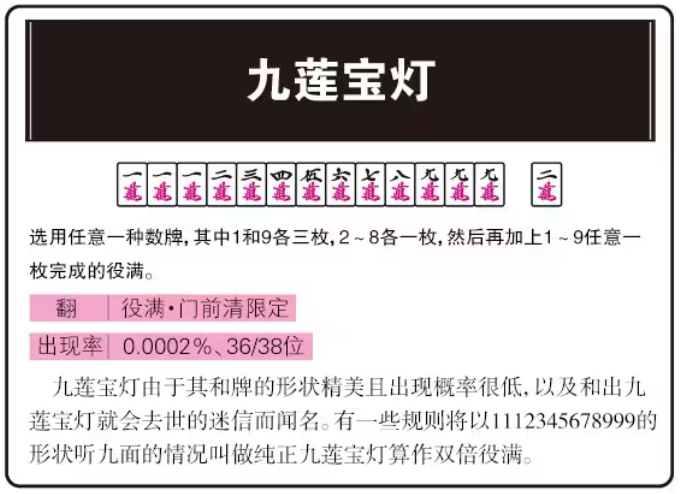 九莲宝灯
一萬 一萬 一萬 二萬 三萬 四萬 伍萬 六萬 七萬 八萬 九萬 九萬 九萬 二萬
选用任意一种数牌，其中1和9各三枚，2~8各一枚，然后再加上1~9任意一
枚完成的役满。
翻 役满·门前清限定
出现率 0.0002%、36/38位
九莲宝灯由于其和牌的形状精美且出现概率很低，以及和出九
莲宝灯就会去世的迷信而闻名。有一些规则将以1112345678999的
形状听九面的情况叫做纯正九莲宝灯算作双倍役满。